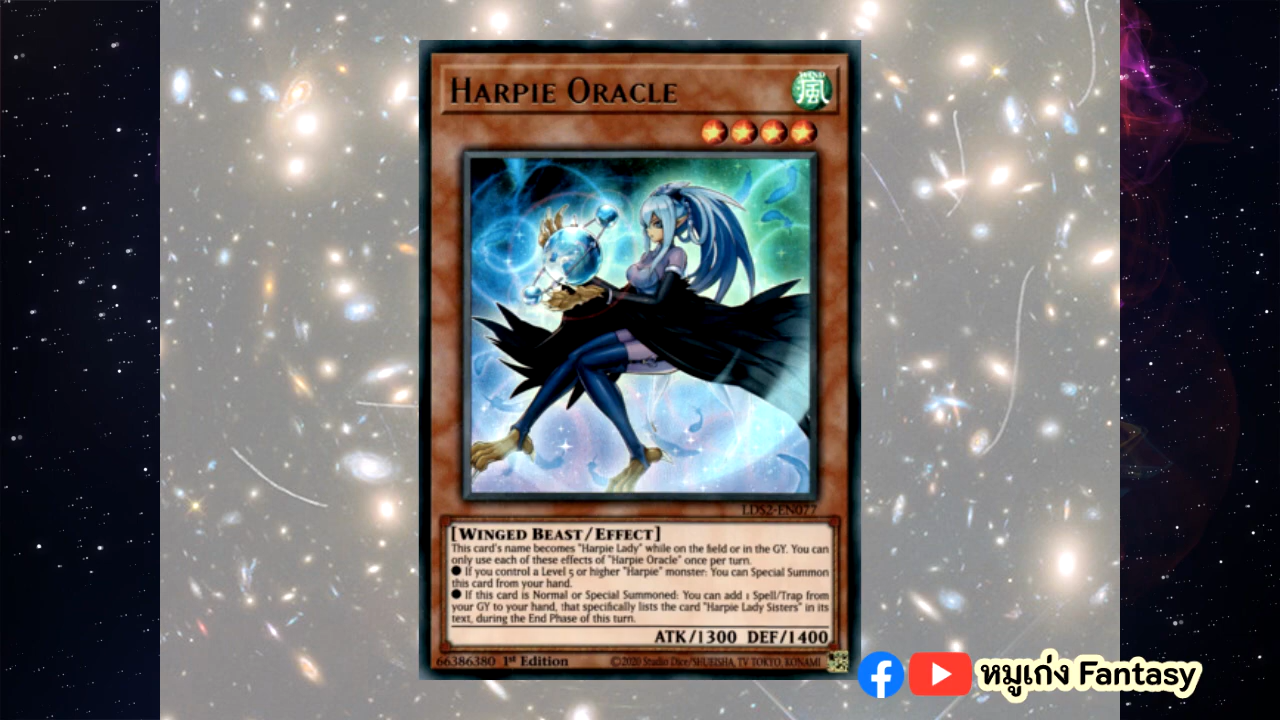 HARPIE ORACLE
WIND
風
LDS2-EN077
[WINGED BEAST/EFFECT]
This card's name becomes "Harpie Lady" while on the field or in the GY. You can
only use each of these effects of "Harpie Oracle" once per turn.
● If you control a Level 5 or higher "Harpie" monster: You can Special Summon
this card from your hand.
● If this card is Normal or Special Summoned: You can add 1 Spell/Trap from
your GY to your hand, that specifically lists the card "Harpie Lady Sisters" in its
text, during the End Phase of this turn.
ATK/1300 DEF/1400
66386380 1st Edition ©2020 Studio Dice/SHUEISHA, TV TOKYO, KONAMI
หมูเก่ง Fantasy